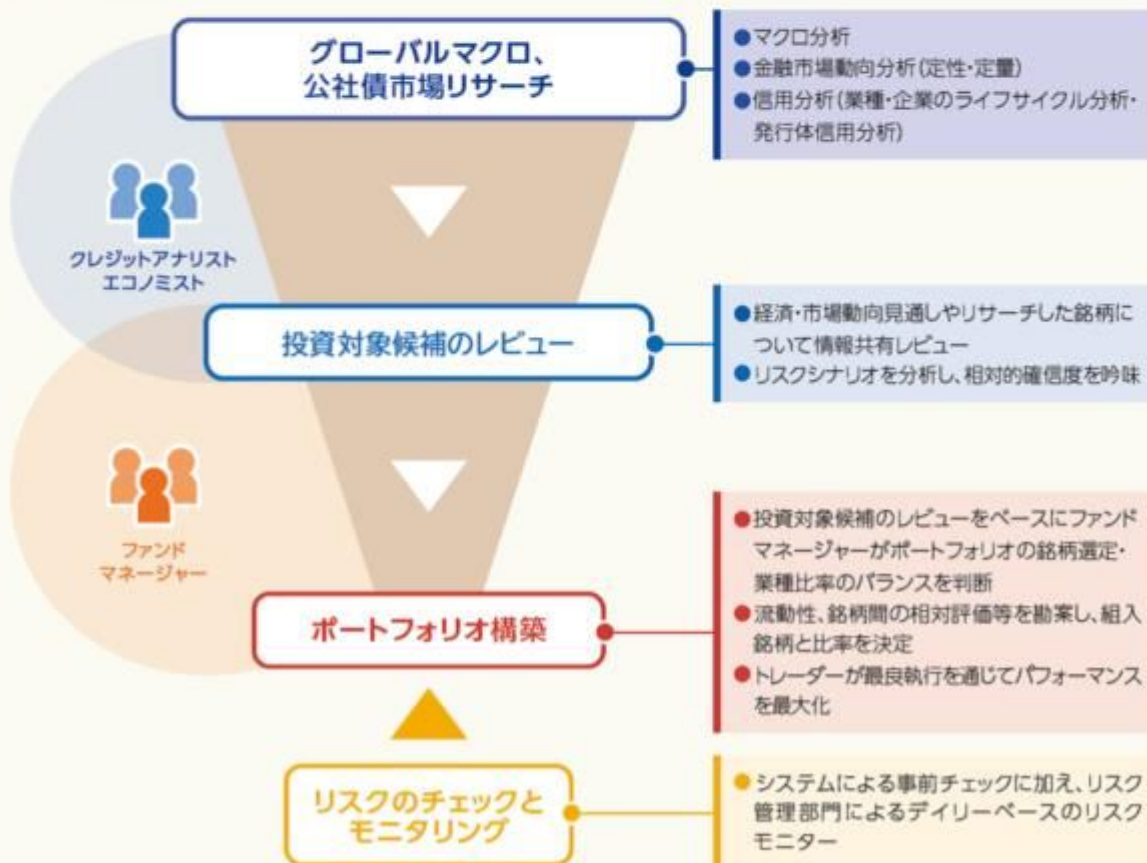 グローバルマクロ、
公社債市場リサーチ
●マクロ分析
●金融市場動向分析(定性・定量)
●信用分析(業種・企業のライフサイクル分析・
発行体信用分析)
クレジットアナリスト
エコノミスト
投資対象候補のレビュー
●経済・市場動向見通しやリサーチした銘柄に
ついて情報共有レビュー
●リスクシナリオを分析し、相対的確信度を吟味
ファンド
マネージャー
ポートフォリオ構築
●投資対象候補のレビューをベースにファンド
マネージャーがポートフォリオの銘柄選定・
業種比率のバランスを判断
●流動性、銘柄間の相対評価等を勘案し、組入
銘柄と比率を決定
●トレーダーが最良執行を通じてパフォーマンス
を最大化
リスクのチェックと
モニタリング
●システムによる事前チェックに加え、リスク
管理部門によるデイリーベースのリスク
モニター